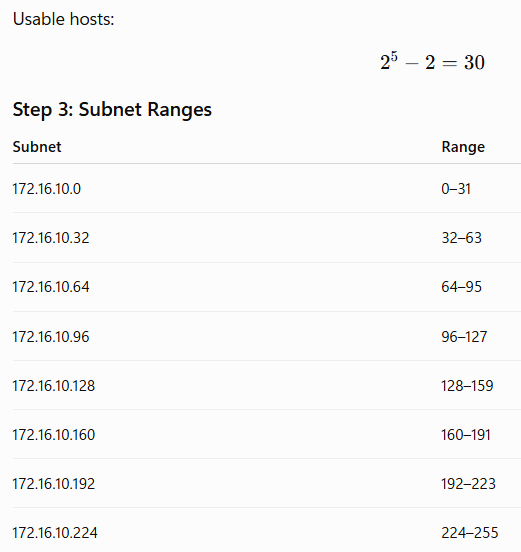 Usable hosts:
2⁵ − 2 = 30
Step 3: Subnet Ranges
Subnet Range
172.16.10.0 0–31
172.16.10.32 32–63
172.16.10.64 64–95
172.16.10.96 96–127
172.16.10.128 128–159
172.16.10.160 160–191
172.16.10.192 192–223
172.16.10.224 224–255